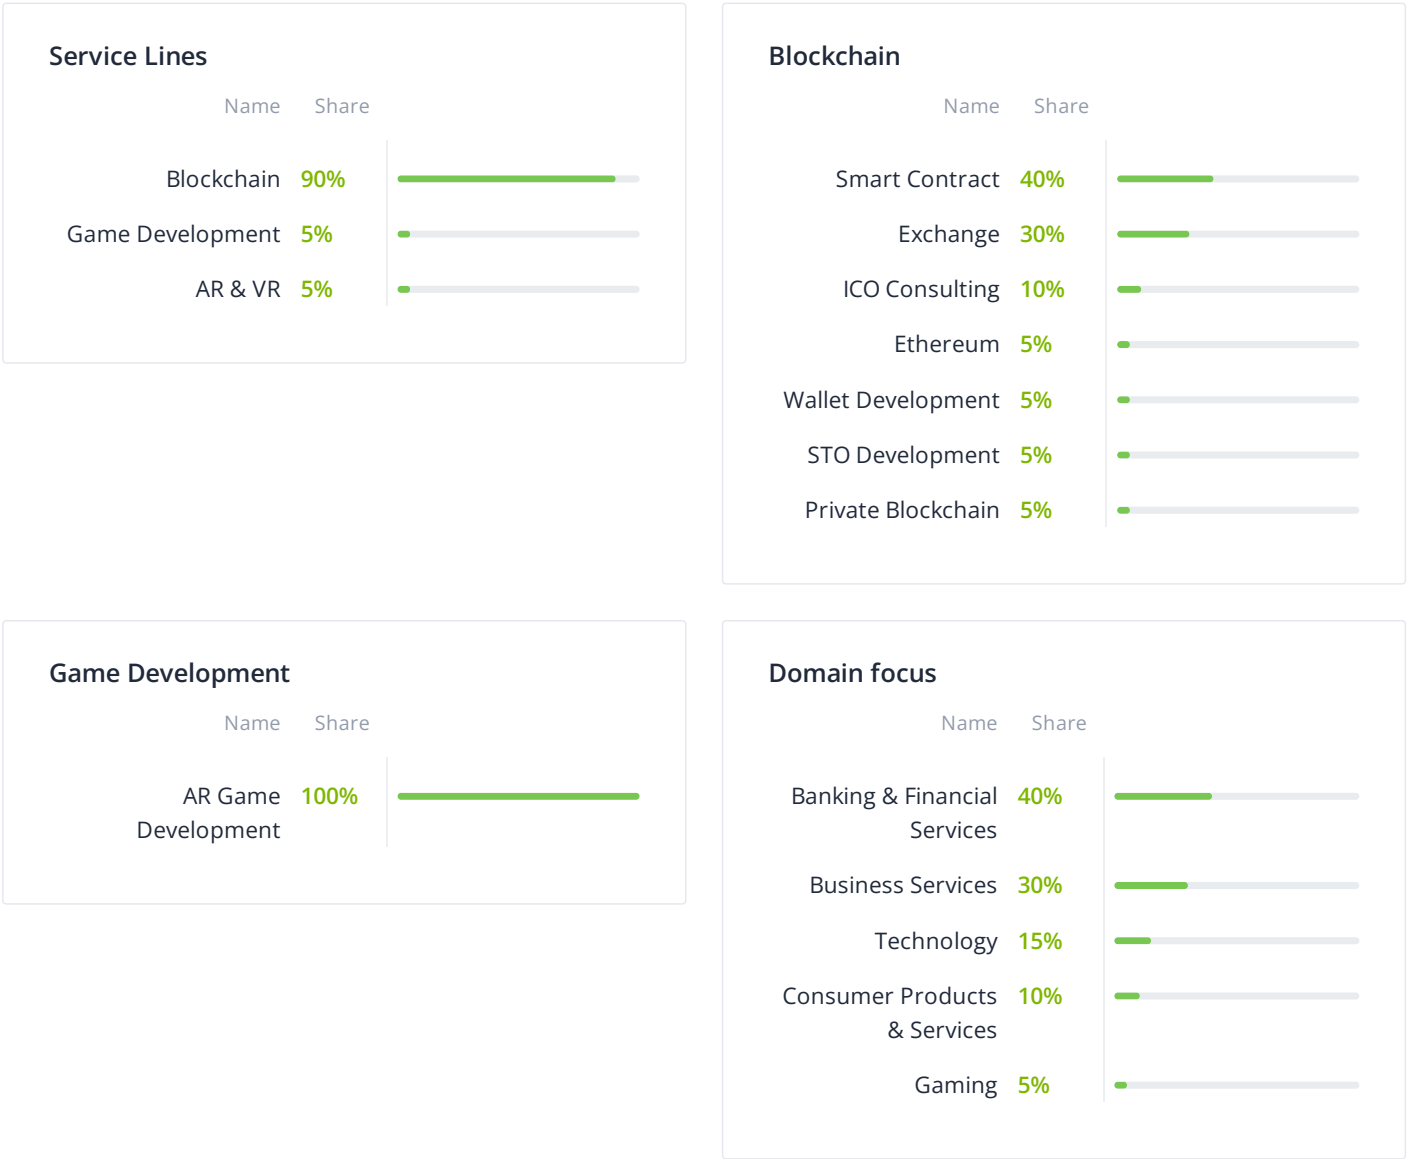 Service Lines
Name Share
Blockchain 90%
Game Development 5%
AR & VR 5%
Blockchain
Name Share
Smart Contract 40%
Exchange 30%
ICO Consulting 10%
Ethereum 5%
Wallet Development 5%
STO Development 5%
Private Blockchain 5%
Game Development
Name Share
AR Game 100%
Development
Domain focus
Name Share
Banking & Financial 40%
Services
Business Services 30%
Technology 15%
Consumer Products 10%
& Services
Gaming 5%